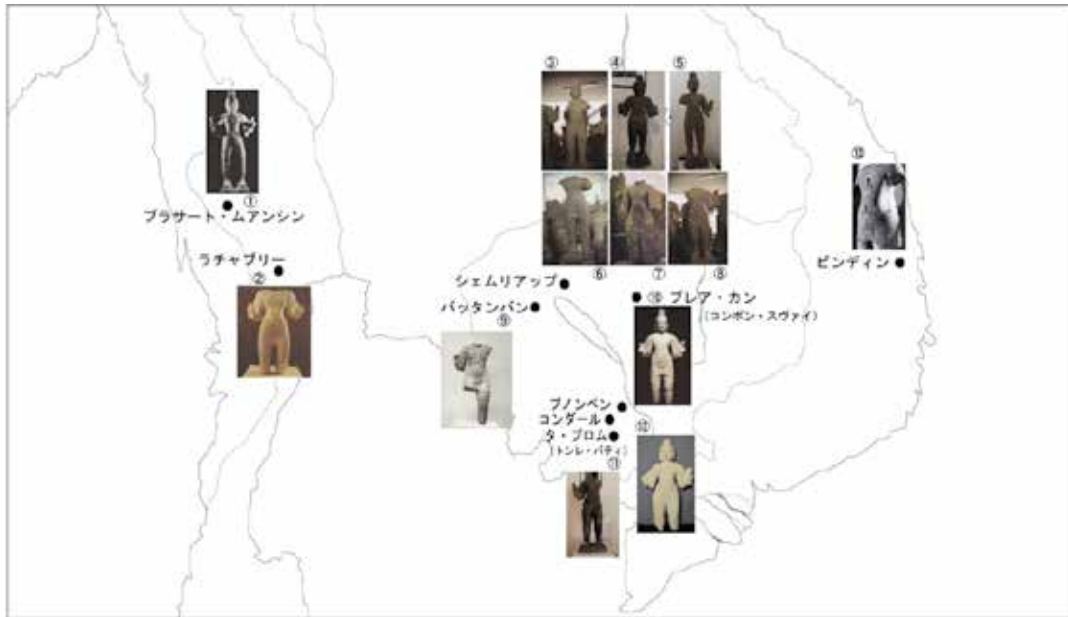 ①
プラサート・ムアンシン
ラチャブリー
②
③ ④ ⑤
⑥ ⑦ ⑧
シェムリアップ
バッタンバン
⑨
⑩ プレア・カン
(コンポン・スヴァイ)
プノンペン
コンダール
タ・プロム
(トンレ・バティ)
⑪
⑫
⑬
ビンディン